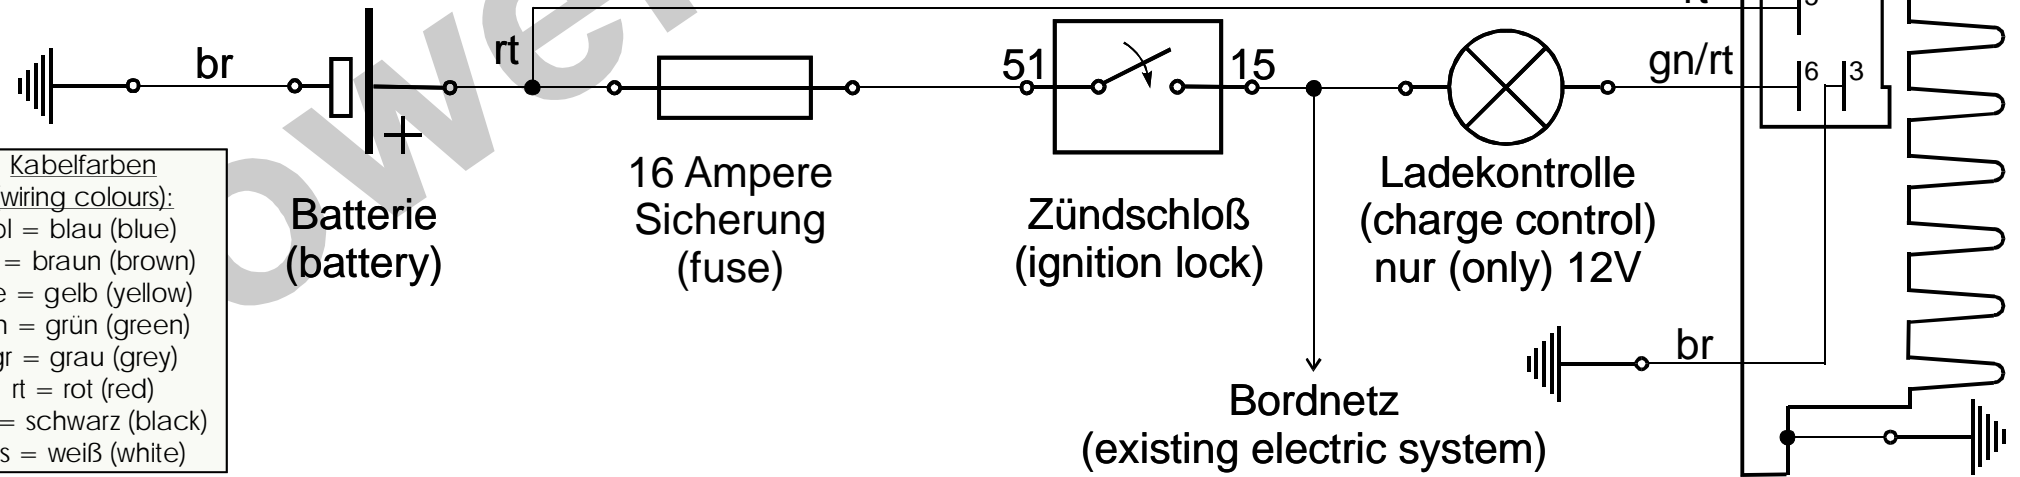 br
rt
51
15
gn/rt
6
3
16 Ampere
Sicherung
(fuse)
Batterie
(battery)
Zündschloß
(ignition lock)
Ladekontrolle
(charge control)
nur (only) 12V
br
Bordnetz
(existing electric system)
Kabelfarben
wiring colours):
= blau (blue)
= braun (brown)
= gelb (yellow)
= grün (green)
gr = grau (grey)
rt = rot (red)
= schwarz (black)
= weiß (white)